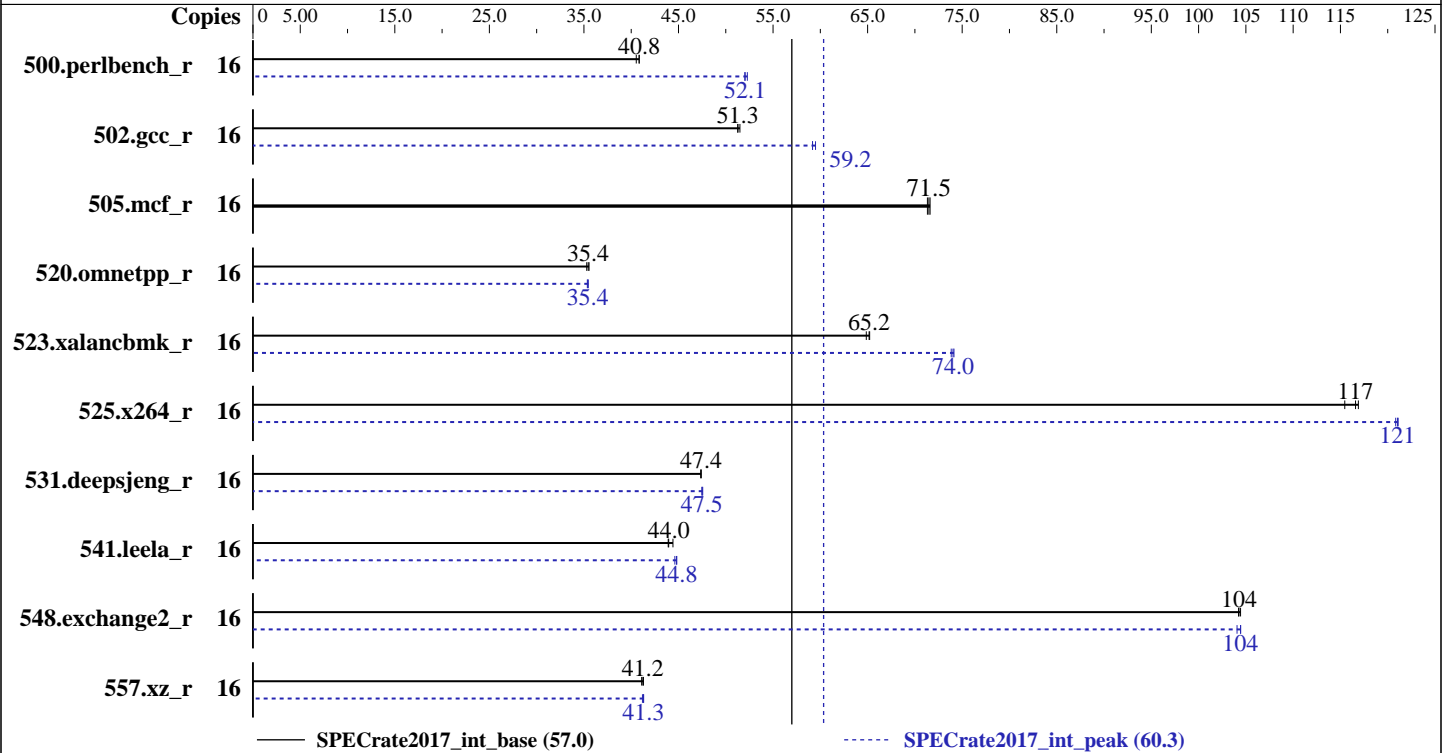 Copies 0 5.00 15.0 25.0 35.0 45.0 55.0 65.0 75.0 85.0 95.0 100 105 110 115 125
500.perlbench_r 16 40.8
52.1
502.gcc_r 16 51.3
59.2
505.mcf_r 16 71.5
520.omnetpp_r 16 35.4
35.4
523.xalancbmk_r 16 65.2
74.0
525.x264_r 16 117
121
531.deepsjeng_r 16 47.4
47.5
541.leela_r 16 44.0
44.8
548.exchange2_r 16 104
104
557.xz_r 16 41.2
41.3
SPECrate2017_int_base (57.0) SPECrate2017_int_peak (60.3)